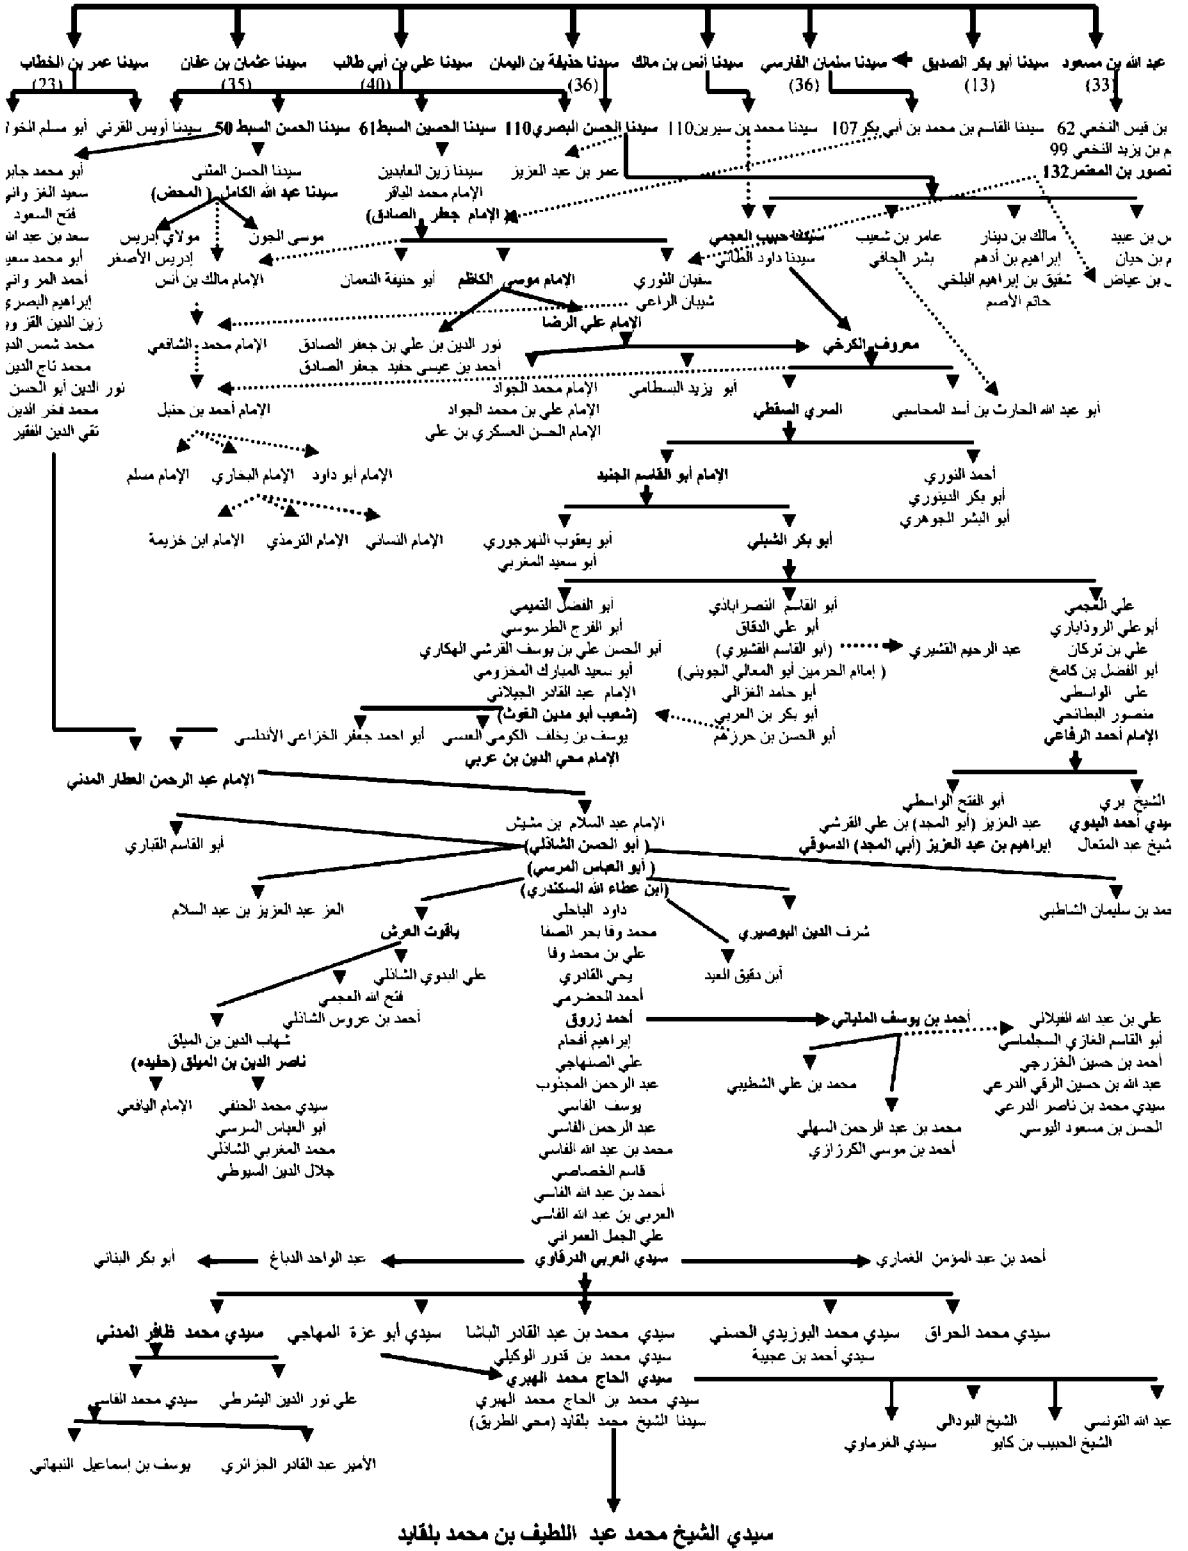 عبد الله بن مسعود سيدنا أبو بكر الصديق سيدنا سلمان الفارسي سيدنا أنس بن مالك سيدنا حذيفة بن اليمان سيدنا علي بن أبي طالب سيدنا عثمان بن عفان سيدنا عمر بن الخطاب
(33) (13) (36) (36) (40) (35) (23)
بن قيس النخعي 62 سيدنا القاسم بن محمد بن أبي بكر 107 سيدنا محمد بن سيرين 110 سيدنا الحسن البصري 110 سيدنا الحسين السبط 61 سيدنا الحسن السبط 50 سيدنا أويس القرني أبو مسلم
م بن يزيد النخعي 99
بن المعتمر 132
عمر بن عبد العزيز
سيدنا زين العابدين
الإمام محمد الباقر
(الإمام جعفر الصادق)
سيدنا الحسن المثنى
سيدنا عبد الله الكامل (المحض)
موسى الجون
مولاي إدريس
إدريس الأصغر
أبو محمد جابر
سعيد الغزواني
فتح السعود
سعد بن عبد الله
أبو محمد سعيد
أحمد المرواني
إبراهيم البصري
زين الدين
محمد شمس الدين
محمد تاج الدين
نور الدين أبو الحسن
محمد فخر الدين
تقي الدين الفقير
س بن عبيد
م بن حيان
بن عياض
مالك بن دينار
إبراهيم بن أدهم
شقيق بن إبراهيم البلخي
حاتم الأصم
عامر بن شعيب
بشر الحافي
سيدنا حبيب العجمي
سيدنا داود الطائي
سفيان الثوري
شيبان الراعي
الإمام موسى الكاظم
أبو حنيفة النعمان
الإمام مالك بن أنس
الإمام علي الرضا
معروف الكرخي
نور الدين بن علي بن جعفر الصادق
أحمد بن عيسى حفيد جعفر الصادق
الإمام محمد الشافعي
أبو عبد الله الحارث بن أسد المحاسبي
السري السقطي
أبو يزيد البسطامي
الإمام محمد الجواد
الإمام علي بن محمد الجواد
الإمام الحسن العسكري بن علي
الإمام أحمد بن حنبل
أحمد النوري
أبو بكر الدينوري
أبو البشر الجوهري
الإمام أبو القاسم الجنيد
الإمام أبو داود الإمام البخاري الإمام مسلم
الإمام النسائي الإمام الترمذي الإمام ابن خزيمة
أبو بكر الشبلي
أبو يعقوب النهرجوري
أبو سعيد المغربي
علي العجمي
أبو علي الروذاباري
علي بن تركان
أبو الفضل بن كامخ
علي الواسطي
منصور البطائحي
الإمام أحمد الرفاعي
أبو القاسم النصراباذي
أبو علي الدقاق
(أبو القاسم القشيري)
عبد الرحيم القشيري
(إمام الحرمين أبو المعالي الجويني)
أبو حامد الغزالي
أبو بكر بن العربي
أبو الحسن بن حرزهم
أبو الفضل التميمي
أبو الفرج الطرسوسي
أبو الحسن علي بن يوسف القرشي الهكاري
أبو سعيد المبارك المخزومي
الإمام عبد القادر الجيلاني
(شعيب أبو مدين الغوث)
يوسف بن يخلف الكومي العبسي
الإمام محي الدين بن عربي
أبو احمد جعفر الخزاعي الأندلسي
الإمام عبد الرحمن العطار المدني
الشيخ بري
سيدي أحمد البدوي
شيخ عبد المتعال
أبو الفتح الواسطي
عبد العزيز (أبو المجد) بن علي القرشي
إبراهيم بن عبد العزيز (أبي المجد) الدسوقي
الإمام عبد السلام بن مشيش
(أبو الحسن الشاذلي)
(أبو العباس المرسي)
(ابن عطاء الله السكندري)
داود الباخلي
محمد وفا بحر الصفا
علي بن محمد وفا
يحي القادري
أحمد الحضرمي
أحمد زروق
إبراهيم أفحام
علي الصنهاجي
عبد الرحمن المجذوب
يوسف الفاسي
عبد الرحمن الفاسي
محمد بن عبد الله الفاسي
قاسم الخصاصي
أحمد بن عبد الله الفاسي
العربي بن عبد الله الفاسي
علي الجمل العمراني
سيدي العربي الدرقاوي
أبو القاسم القباري
العز عبد العزيز بن عبد السلام
مد بن سليمان الشاطبي
شرف الدين البوصيري
أبن دقيق العيد
ياقوت العرش
علي البدوي الشاذلي
فتح الله العجمي
أحمد بن عروس الشاذلي
شهاب الدين بن الميلق
ناصر الدين بن الميلق (حفيده)
الإمام اليافعي
سيدي محمد الحنفي
أبو العباس السرسي
محمد المغربي الشاذلي
جلال الدين السيوطي
أحمد بن يوسف الملياني
محمد بن علي الشطيبي
محمد بن عبد الرحمن السهلي
أحمد بن موسي الكرزازي
علي بن عبد الله الفيلالي
أبو القاسم الغازي السجلماسي
أحمد بن حسين الخزرجي
عبد الله بن حسين الرقي الدرعي
سيدي محمد بن ناصر الدرعي
الحسن بن مسعود اليوسي
أحمد بن عبد المؤمن الغماري
عبد الواحد الدباغ
أبو بكر البناني
سيدي محمد الحراق
سيدي محمد البوزيدي الحسني
سيدي أحمد بن عجيبة
سيدي محمد بن عبد القادر الباشا
سيدي محمد بن قدور الوكيلي
سيدي الحاج محمد الهبري
سيدي محمد بن الحاج محمد الهبري
سيدنا الشيخ محمد بلقايد (محي الطريق)
سيدي أبو عزة المهاجي
سيدي محمد ظافر المدني
علي نور الدين اليشرطي
سيدي محمد الفاسي
الأمير عبد القادر الجزائري
يوسف بن إسماعيل النبهاني
عبد الله التونسي
الشيخ البودالي
الشيخ الحبيب بن كابو
سيدي الغرماوي
سيدي الشيخ محمد عبد اللطيف بن محمد بلقايد